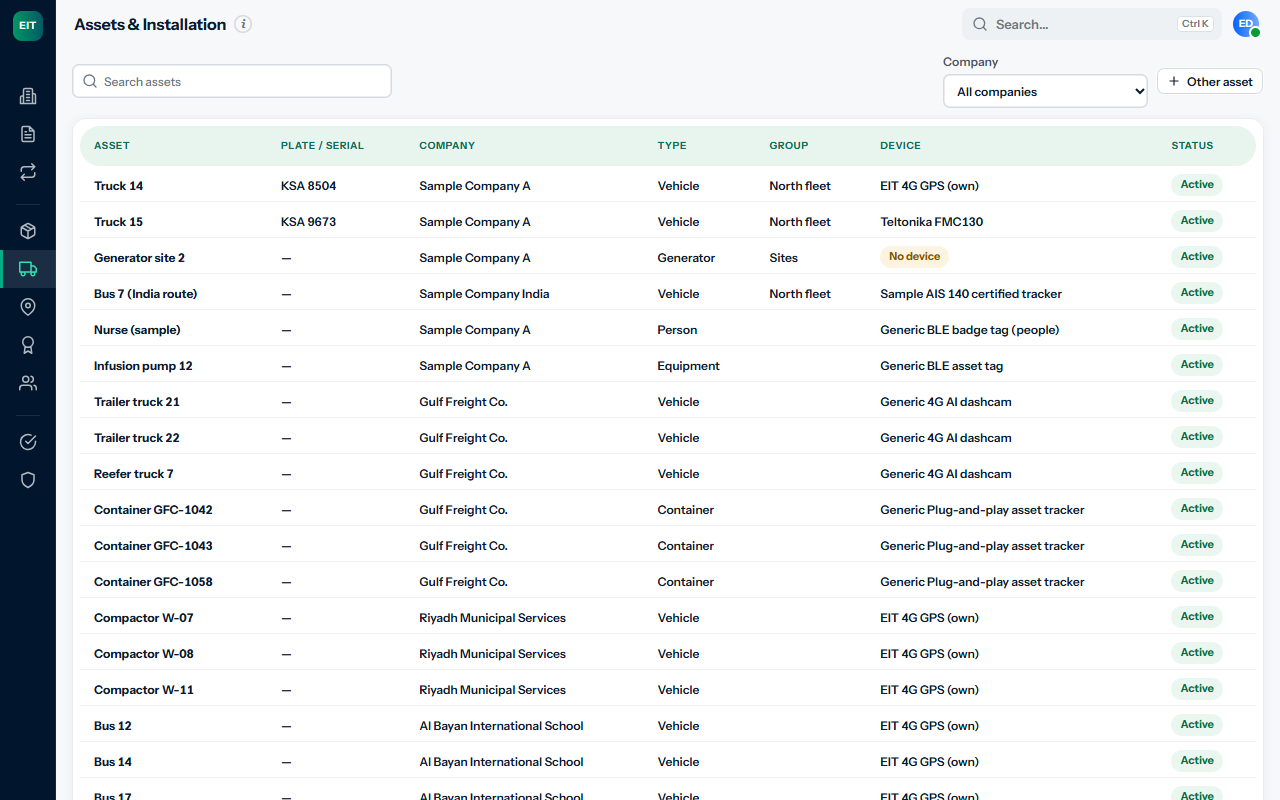 EIT
Assets & Installation i
Search... Ctrl K ED
Company
Search assets
All companies
+ Other asset
ASSET PLATE / SERIAL COMPANY TYPE GROUP DEVICE STATUS
Truck 14 KSA 8504 Sample Company A Vehicle North fleet EIT 4G GPS (own) Active
Truck 15 KSA 9673 Sample Company A Vehicle North fleet Teltonika FMC130 Active
Generator site 2 — Sample Company A Generator Sites No device Active
Bus 7 (India route) — Sample Company India Vehicle North fleet Sample AIS 140 certified tracker Active
Nurse (sample) — Sample Company A Person Generic BLE badge tag (people) Active
Infusion pump 12 — Sample Company A Equipment Generic BLE asset tag Active
Trailer truck 21 — Gulf Freight Co. Vehicle Generic 4G AI dashcam Active
Trailer truck 22 — Gulf Freight Co. Vehicle Generic 4G AI dashcam Active
Reefer truck 7 — Gulf Freight Co. Vehicle Generic 4G AI dashcam Active
Container GFC-1042 — Gulf Freight Co. Container Generic Plug-and-play asset tracker Active
Container GFC-1043 — Gulf Freight Co. Container Generic Plug-and-play asset tracker Active
Container GFC-1058 — Gulf Freight Co. Container Generic Plug-and-play asset tracker Active
Compactor W-07 — Riyadh Municipal Services Vehicle EIT 4G GPS (own) Active
Compactor W-08 — Riyadh Municipal Services Vehicle EIT 4G GPS (own) Active
Compactor W-11 — Riyadh Municipal Services Vehicle EIT 4G GPS (own) Active
Bus 12 — Al Bayan International School Vehicle EIT 4G GPS (own) Active
Bus 14 — Al Bayan International School Vehicle EIT 4G GPS (own) Active
Bus 17 — Al Bayan International School Vehicle EIT 4G GPS (own) Active